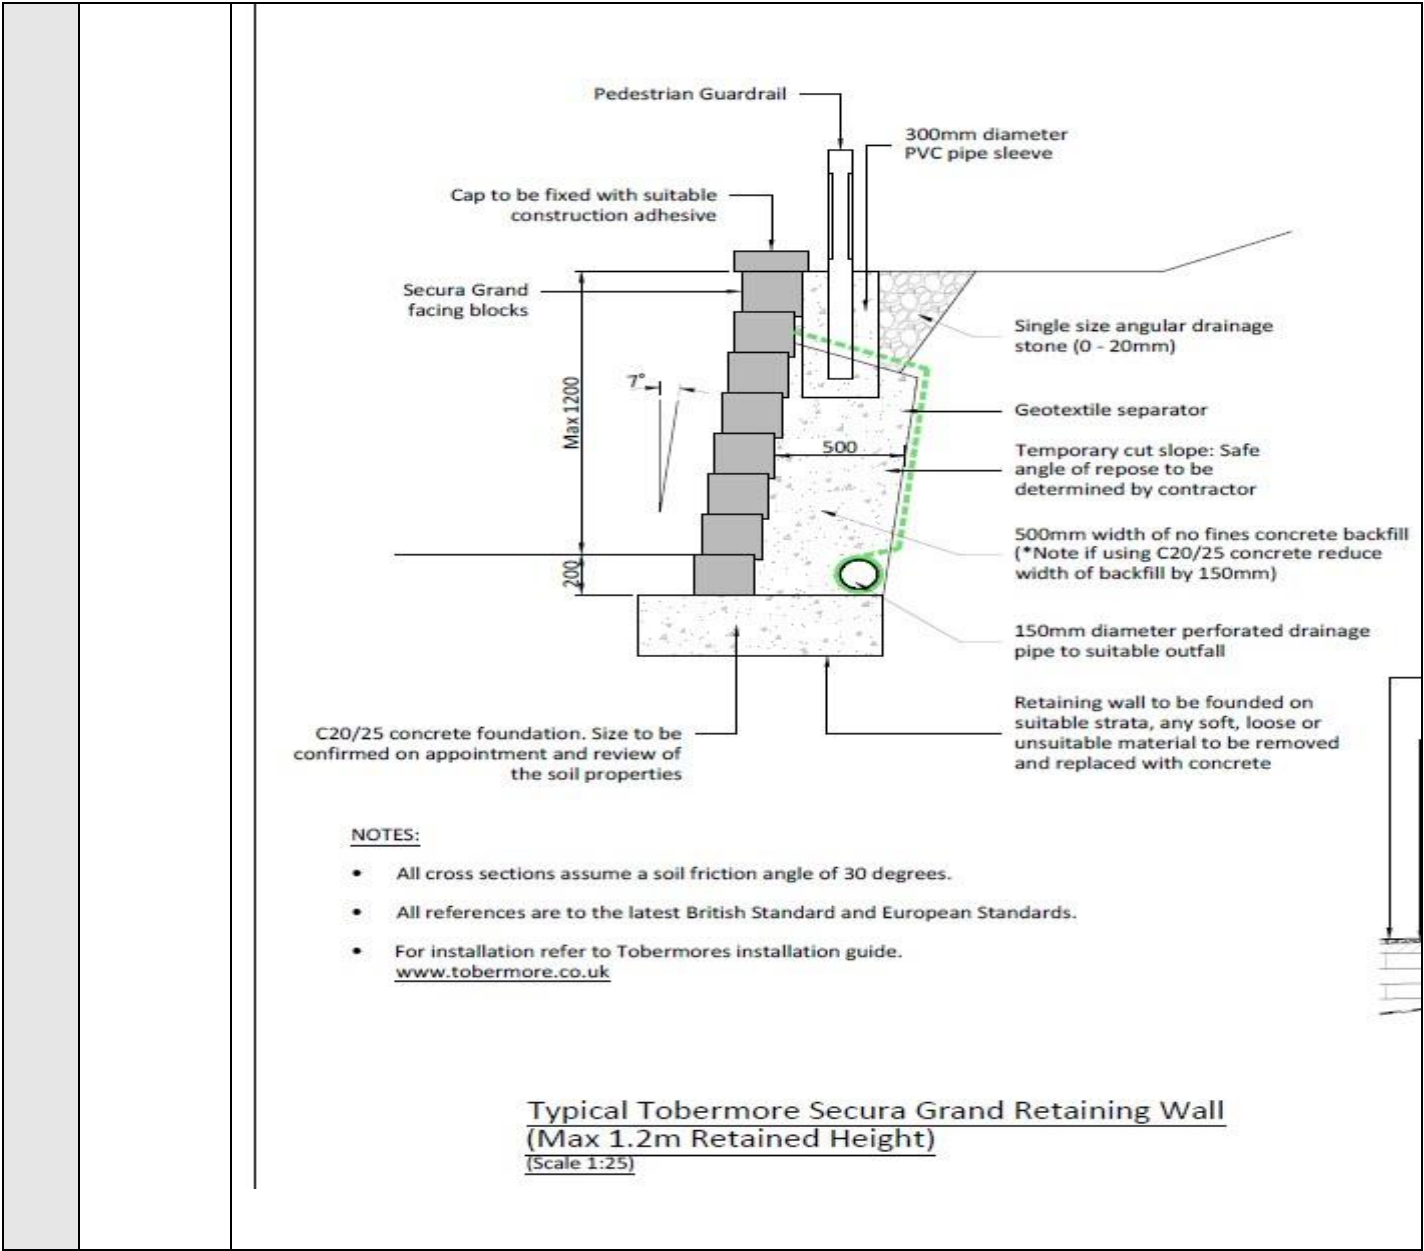 Pedestrian Guardrail
300mm diameter
PVC pipe sleeve
Cap to be fixed with suitable
construction adhesive
Secura Grand
facing blocks
Single size angular drainage
stone (0 - 20mm)
7°
Max 1200
Geotextile separator
500
Temporary cut slope: Safe
angle of repose to be
determined by contractor
500mm width of no fines concrete backfill
(*Note if using C20/25 concrete reduce
width of backfill by 150mm)
200
150mm diameter perforated drainage
pipe to suitable outfall
Retaining wall to be founded on
suitable strata, any soft, loose or
unsuitable material to be removed
and replaced with concrete
C20/25 concrete foundation. Size to be
confirmed on appointment and review of
the soil properties
NOTES:
• All cross sections assume a soil friction angle of 30 degrees.
• All references are to the latest British Standard and European Standards.
• For installation refer to Tobermores installation guide.
www.tobermore.co.uk
Typical Tobermore Secura Grand Retaining Wall
(Max 1.2m Retained Height)
(Scale 1:25)